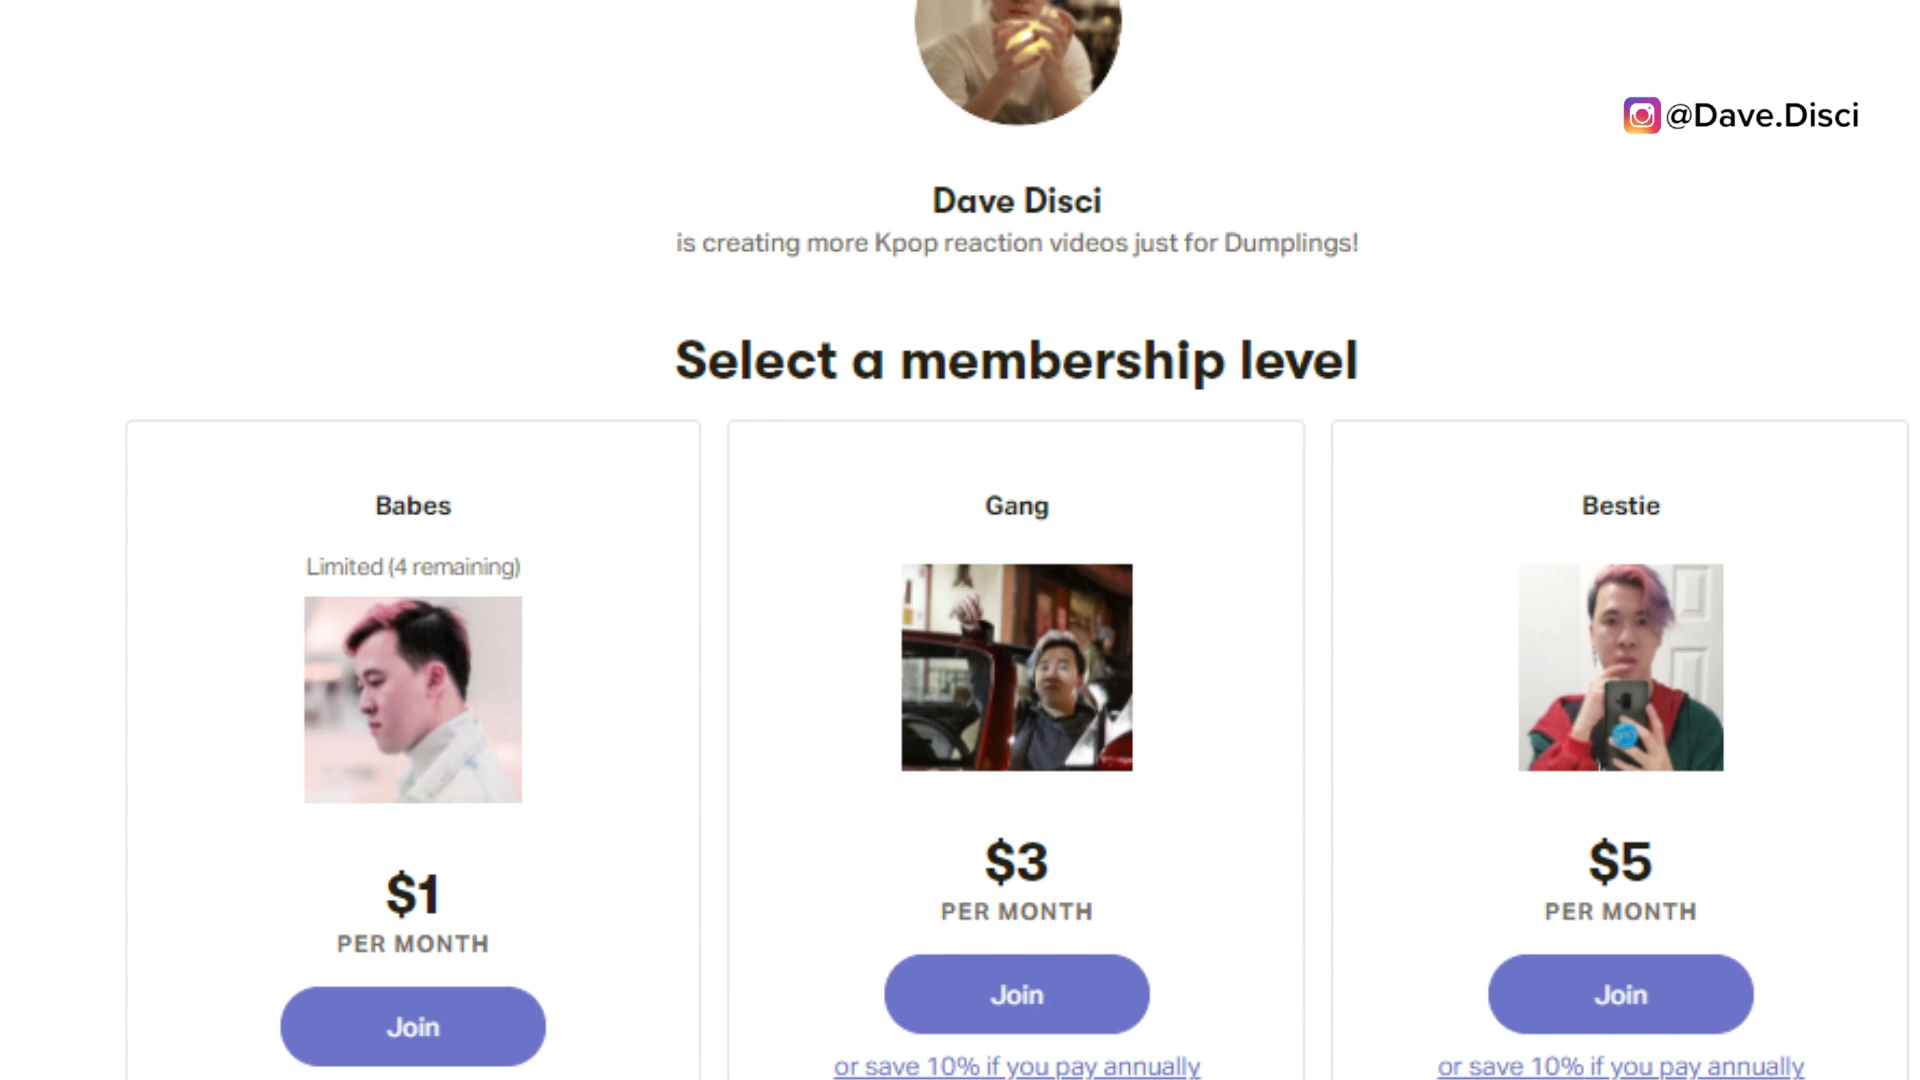 @Dave.Disci
Dave Disci
is creating more Kpop reaction videos just for Dumplings!
Select a membership level
Babes
Limited (4 remaining)
$1
PER MONTH
Join
Gang
$3
PER MONTH
Join
or save 10% if you pay annually
Bestie
$5
PER MONTH
Join
or save 10% if you pay annually